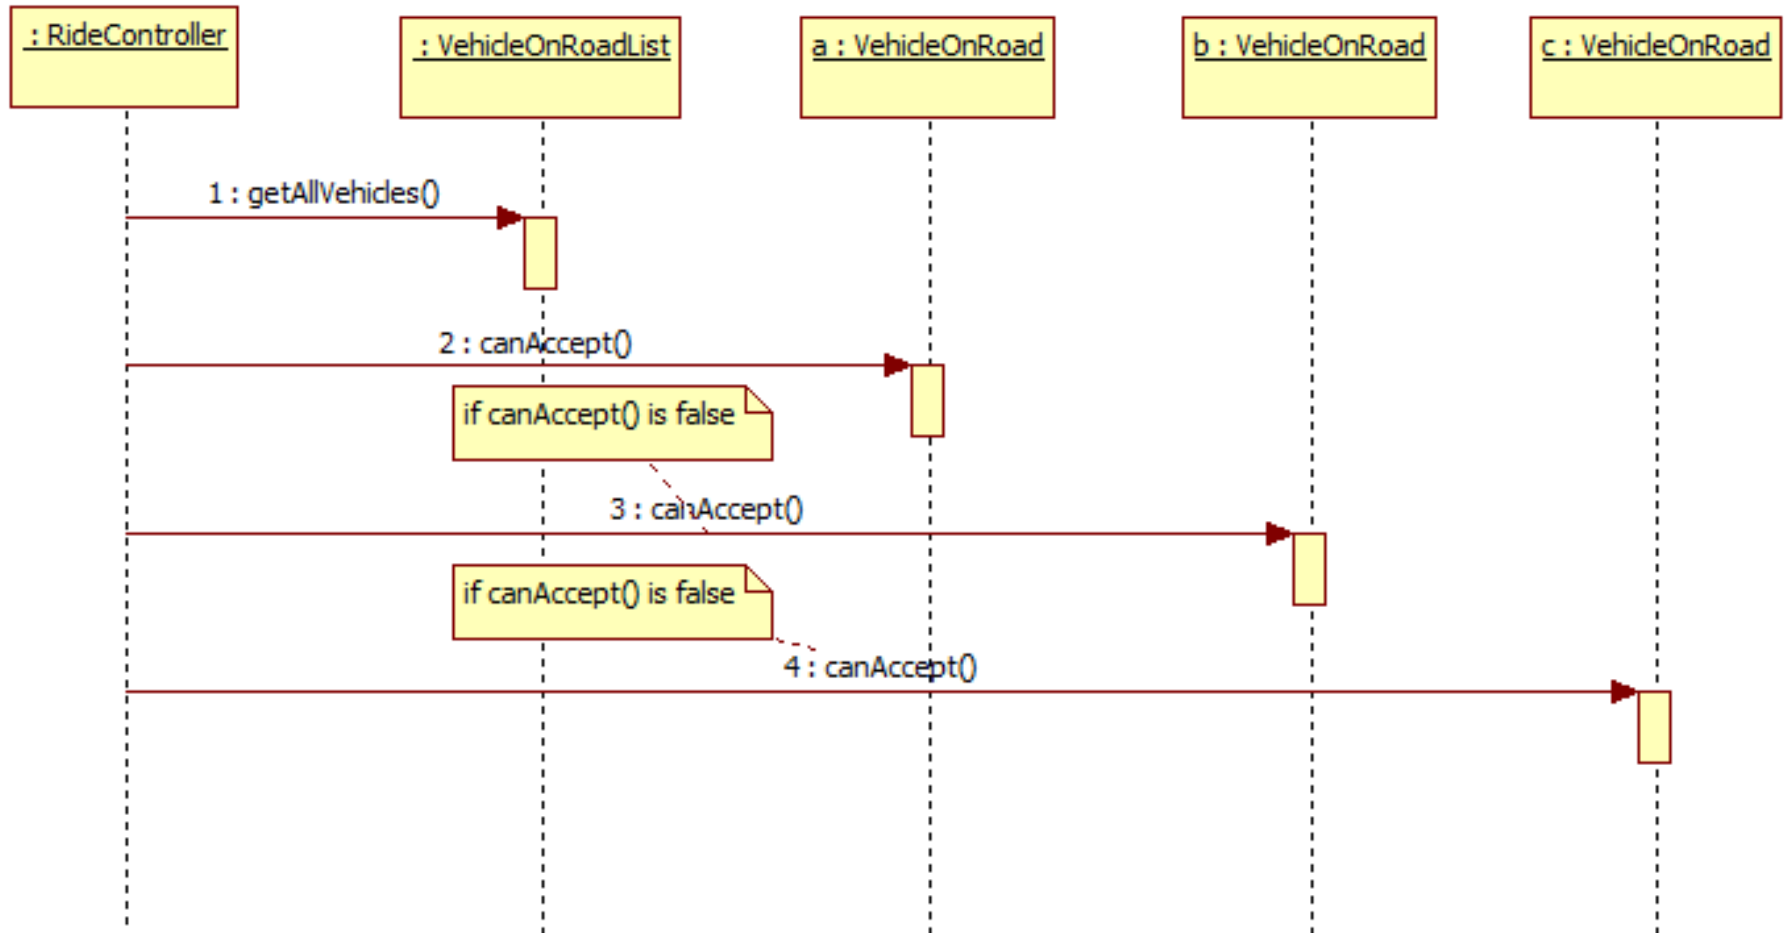 : RideController
: VehicleOnRoadList
a : VehicleOnRoad
b : VehicleOnRoad
c : VehicleOnRoad
1 : getAllVehicles()
2 : canAccept()
if canAccept() is false
3 : canAccept()
if canAccept() is false
4 : canAccept()